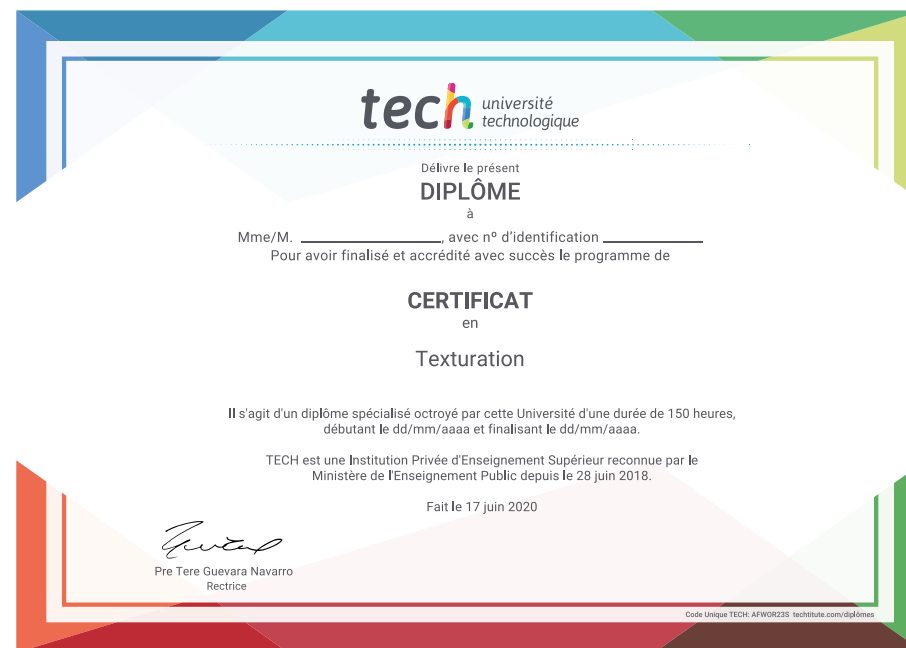 tech université
technologique
Délivre le présent
DIPLÔME
à
Mme/M. ____________________, avec nº d'identification ______________
Pour avoir finalisé et accrédité avec succès le programme de
CERTIFICAT
en
Texturation
Il s'agit d'un diplôme spécialisé octroyé par cette Université d'une durée de 150 heures,
débutant le dd/mm/aaaa et finalisant le dd/mm/aaaa.
TECH est une Institution Privée d'Enseignement Supérieur reconnue par le
Ministère de l'Enseignement Public depuis le 28 juin 2018.
Fait le 17 juin 2020
Pre Tere Guevara Navarro
Rectrice
Code Unique TECH: AFWOR23S techtitute.com/diplômes